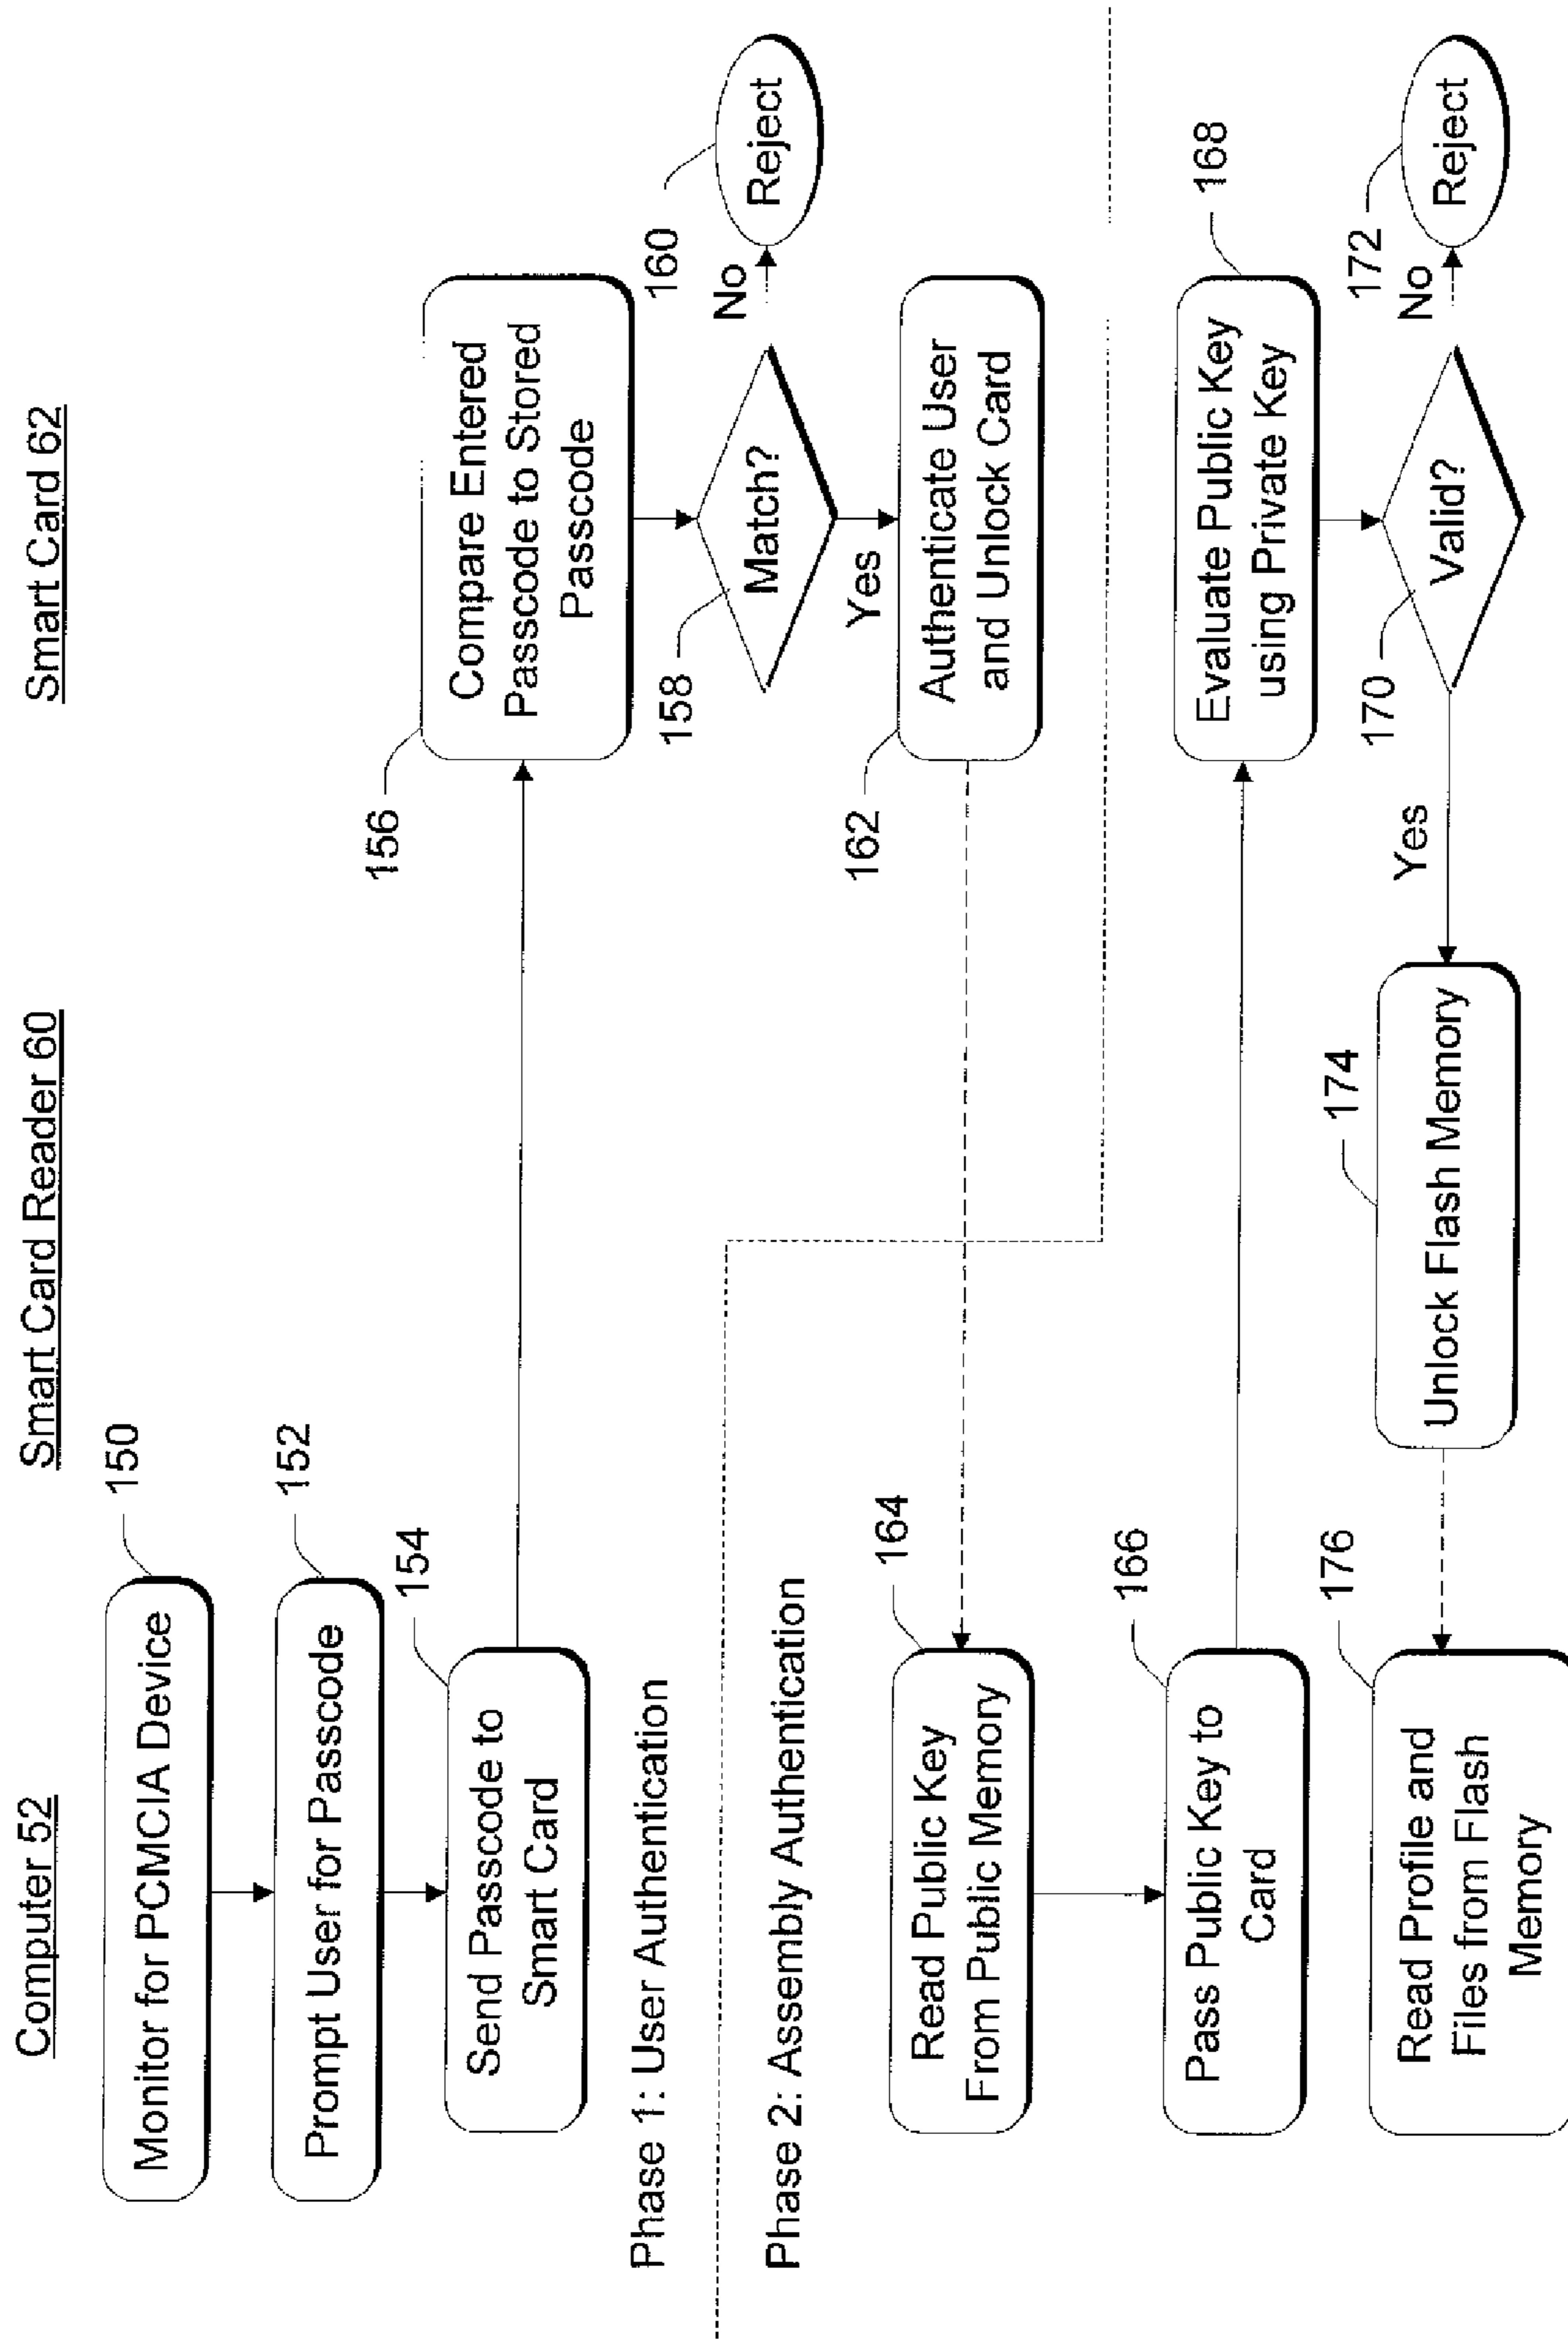 Computer 52
Smart Card Reader 60
Smart Card 62
Monitor for PCMCIA Device
150
Prompt User for Passcode
152
Send Passcode to
Smart Card
154
156
Compare Entered
Passcode to Stored
Passcode
158
Match?
No
160
Reject
Yes
162
Authenticate User
and Unlock Card
Phase 1: User Authentication
Phase 2: Assembly Authentication
164
Read Public Key
From Public Memory
166
Pass Public Key to
Card
168
Evaluate Public Key
using Private Key
170
Valid?
No
172
Reject
Yes
174
Unlock Flash Memory
176
Read Profile and
Files from Flash
Memory